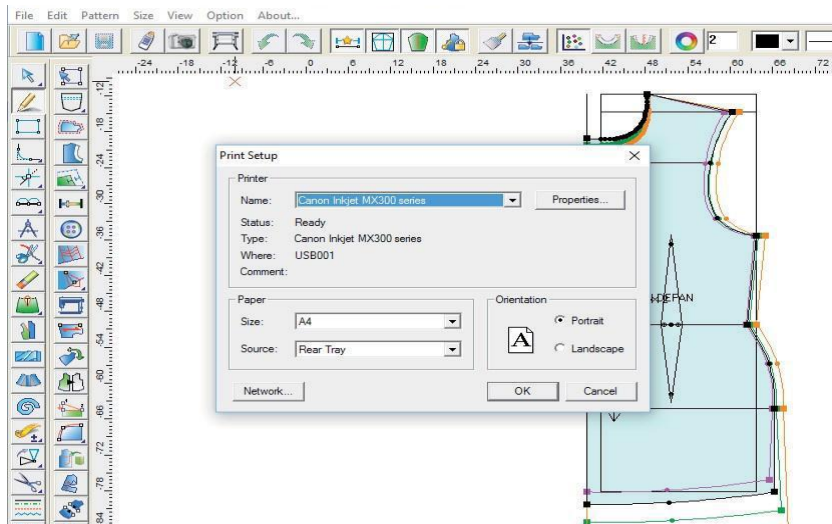 File Edit Pattern Size View Option About...
2
-24 -18 -12 -6 0 6 12 18 24 30 36 42 48 54 60 66 72
-12
-18
-24
-30
-36
-42
-48
-54
-60
-66
-72
-78
-84
Print Setup
Printer
Name: Canon Inkjet MX300 series Properties...
Status: Ready
Type: Canon Inkjet MX300 series
Where: USB001
Comment:
Paper
Size: A4
Source: Rear Tray
Orientation
A
Portrait
Landscape
Network... OK Cancel